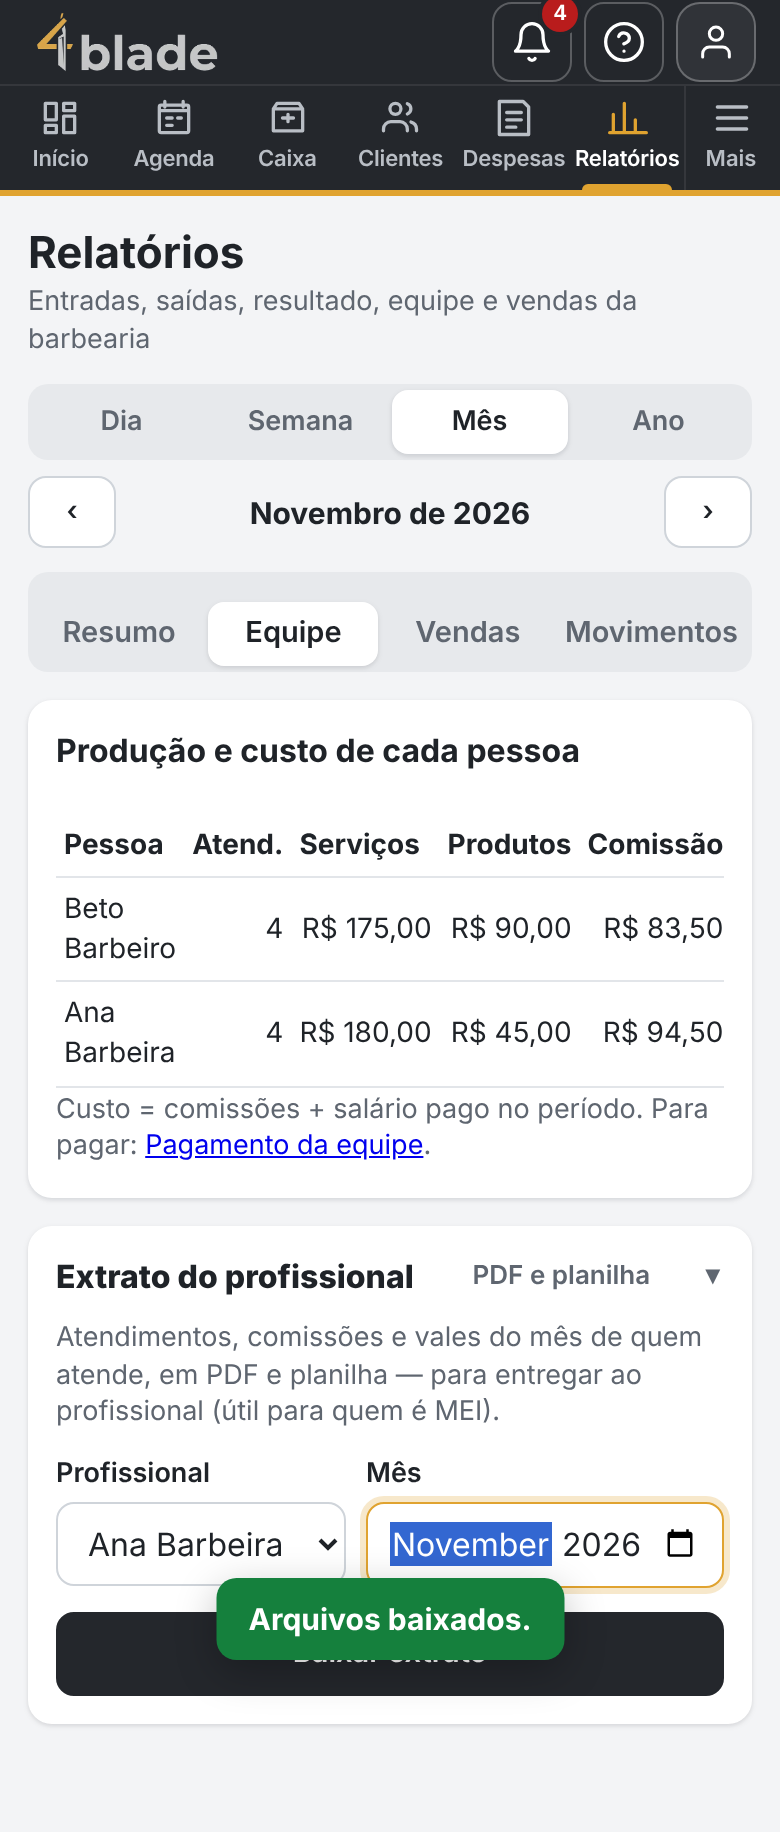 4blade
4
Início
Agenda
Caixa
Clientes
Despesas
Relatórios
Mais
Relatórios
Entradas, saídas, resultado, equipe e vendas da
barbearia
Dia
Semana
Mês
Ano
‹
Novembro de 2026
›
Resumo
Equipe
Vendas
Movimentos
Produção e custo de cada pessoa
Pessoa Atend. Serviços Produtos Comissão
Beto
Barbeiro
4 R$ 175,00 R$ 90,00 R$ 83,50
Ana
Barbeira
4 R$ 180,00 R$ 45,00 R$ 94,50
Custo = comissões + salário pago no período. Para
pagar: Pagamento da equipe.
Extrato do profissional PDF e planilha ▼
Atendimentos, comissões e vales do mês de quem
atende, em PDF e planilha — para entregar ao
profissional (útil para quem é MEI).
Profissional Mês
Ana Barbeira November 2026
Arquivos baixados.
Baixar extrato